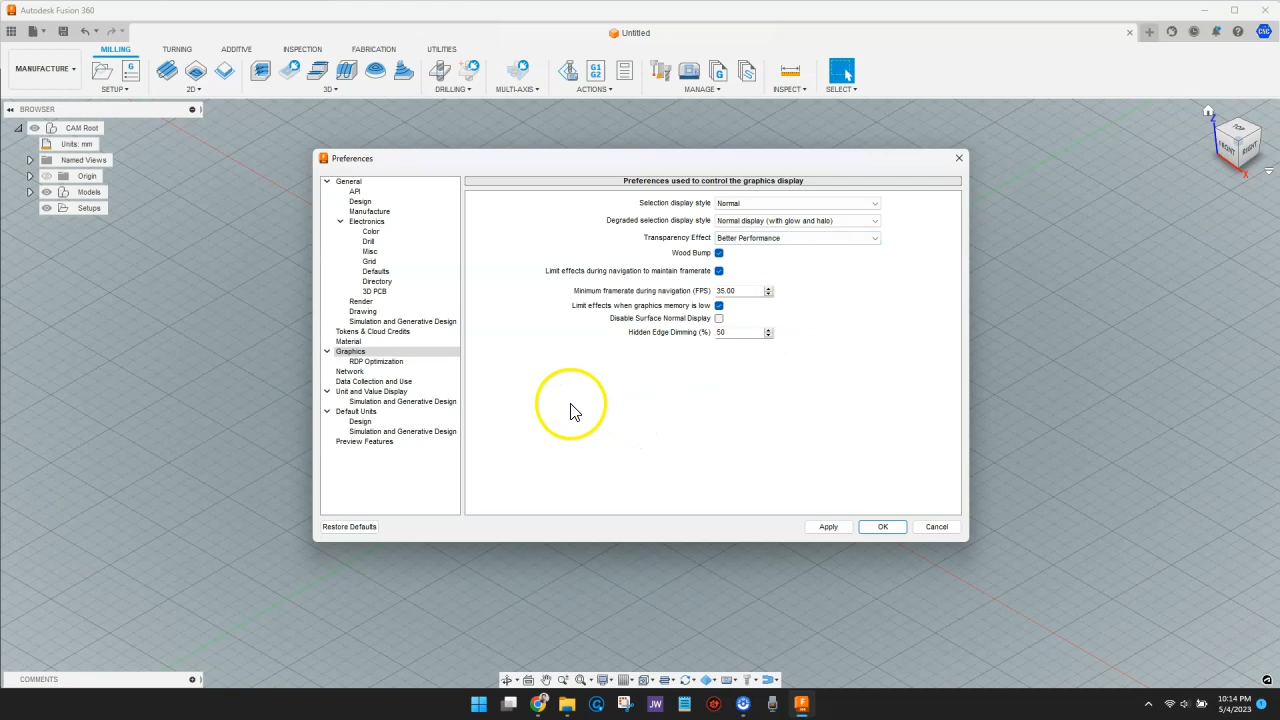 Autodesk Fusion 360
Untitled
MILLING TURNING ADDITIVE INSPECTION FABRICATION UTILITIES
MANUFACTURE
G1
G2
SETUP 2D 3D DRILLING MULTI-AXIS ACTIONS MANAGE INSPECT SELECT
BROWSER
CAM Root
Units: mm
Named Views
Origin
Models
Setups
Z
FRONT RIGHT
X
Preferences
General
API
Design
Manufacture
Electronics
Color
Drill
Misc
Grid
Defaults
Directory
3D PCB
Render
Drawing
Simulation and Generative Design
Tokens & Cloud Credits
Material
Graphics
RDP Optimization
Network
Data Collection and Use
Unit and Value Display
Simulation and Generative Design
Default Units
Design
Simulation and Generative Design
Preview Features
Preferences used to control the graphics display
Selection display style Normal
Degraded selection display style Normal display (with glow and halo)
Transparency Effect Better Performance
Wood Bump
Limit effects during navigation to maintain framerate
Minimum framerate during navigation (FPS) 35.00
Limit effects when graphics memory is low
Disable Surface Normal Display
Hidden Edge Dimming (%) 50
Restore Defaults Apply OK Cancel
COMMENTS
JW
10:14 PM
5/4/2023